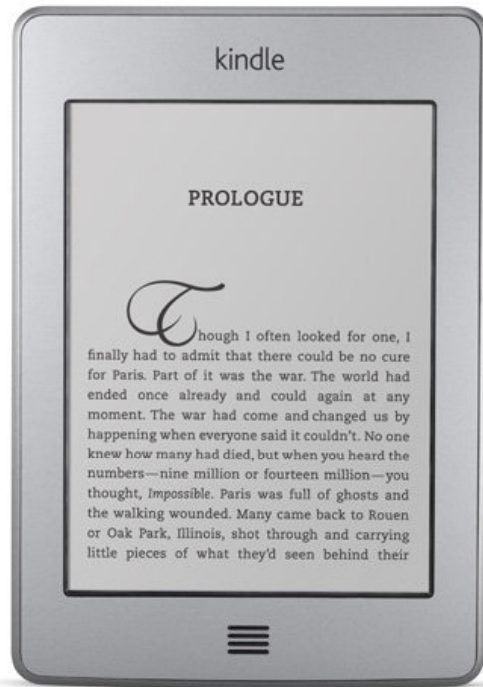 kindle
PROLOGUE
Though I often looked for one, I
finally had to admit that there could be no cure
for Paris. Part of it was the war. The world had
ended once already and could again at any
moment. The war had come and changed us by
happening when everyone said it couldn't. No one
knew how many had died, but when you heard the
numbers—nine million or fourteen million—you
thought, Impossible. Paris was full of ghosts and
the walking wounded. Many came back to Rouen
or Oak Park, Illinois, shot through and carrying
little pieces of what they'd seen behind their